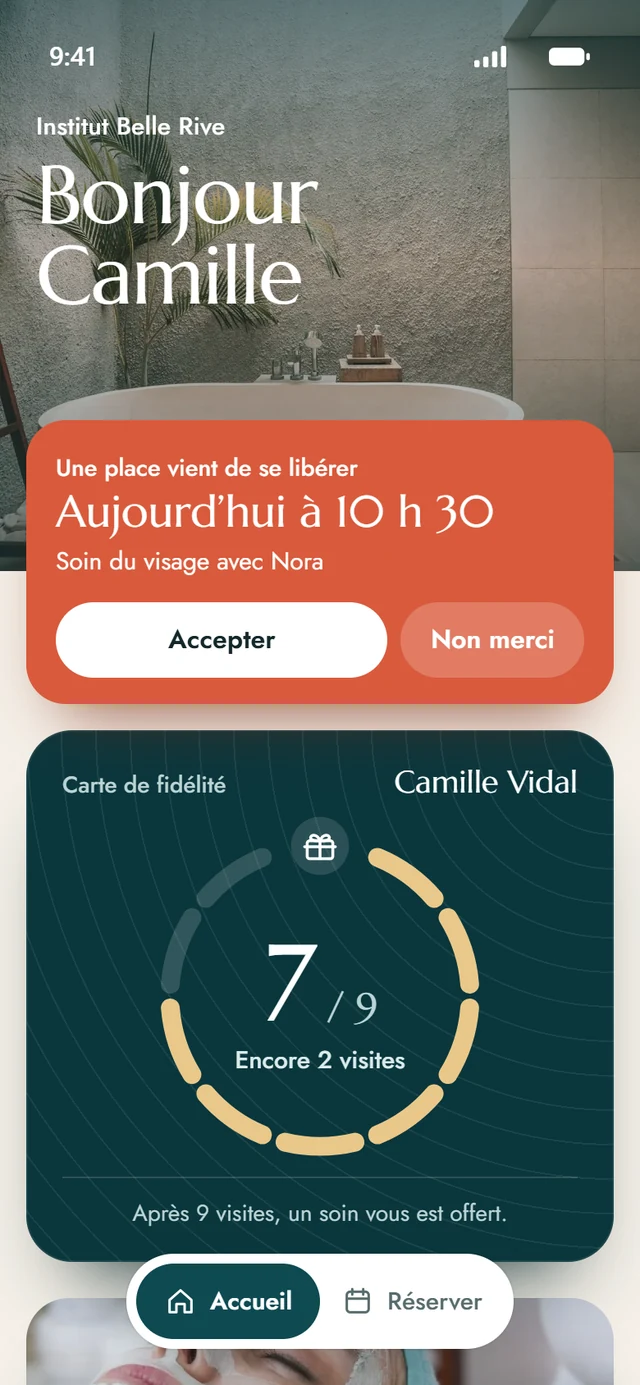 9:41
Institut Belle Rive
Bonjour
Camille
Une place vient de se libérer
Aujourd’hui à 10 h 30
Soin du visage avec Nora
Accepter
Non merci
Carte de fidélité
Camille Vidal
7 / 9
Encore 2 visites
Après 9 visites, un soin vous est offert.
Accueil
Réserver